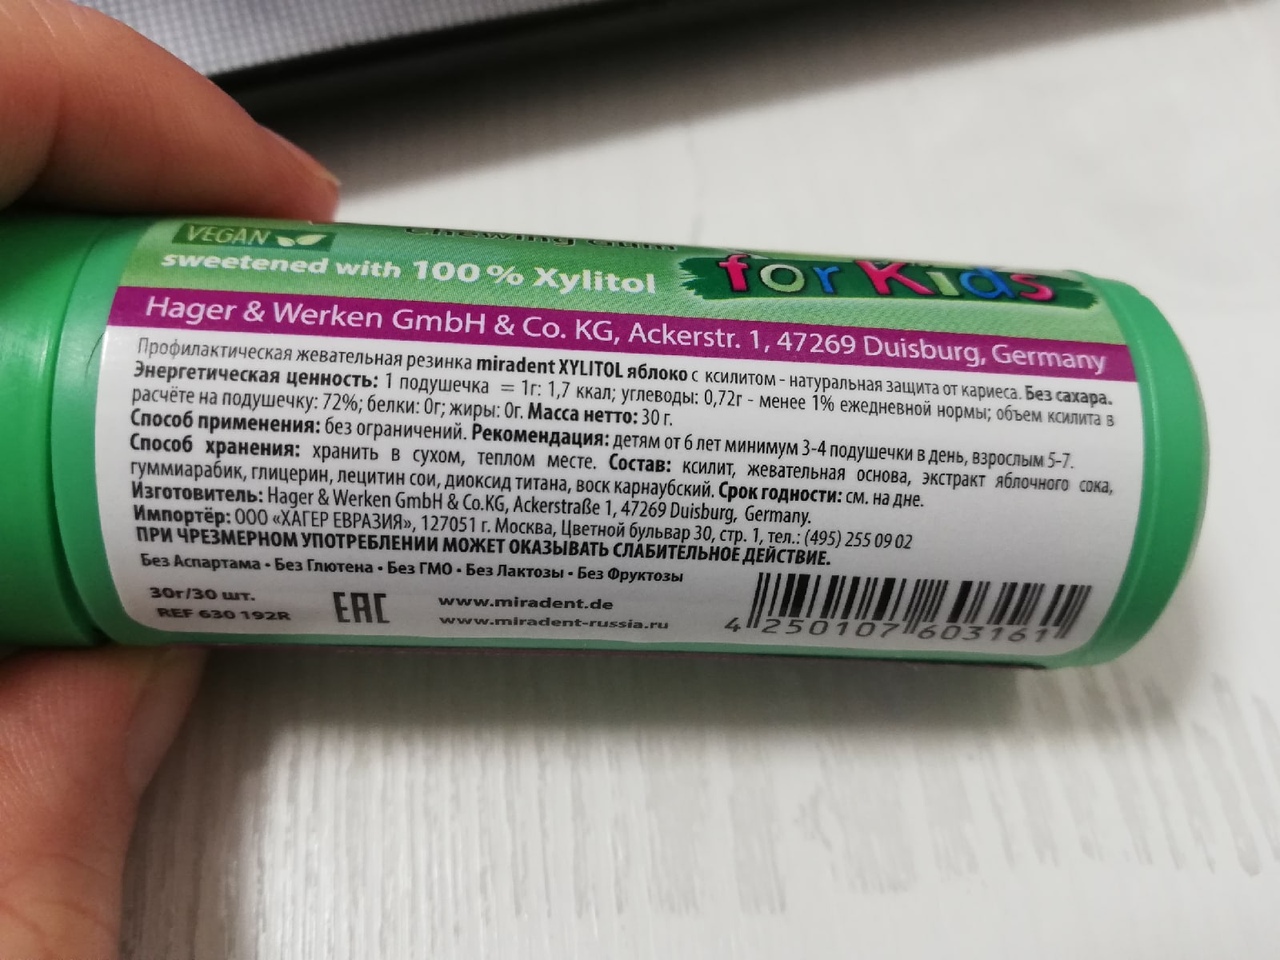 VEGAN
Chewing Gum
sweetened with 100% Xylitol
for Kids
Hager & Werken GmbH & Co. KG, Ackerstr. 1, 47269 Duisburg, Germany
Профилактическая жевательная резинка miradent XYLITOL яблоко с ксилитом - натуральная защита от кариеса. Без сахара.
Энергетическая ценность: 1 подушечка = 1г: 1,7 ккал; углеводы: 0,72г - менее 1% ежедневной нормы; объем ксилита в
расчёте на подушечку: 72%; белки: 0г; жиры: 0г. Масса нетто: 30 г.
Способ применения: без ограничений. Рекомендация: детям от 6 лет минимум 3-4 подушечки в день, взрослым 5-7.
Способ хранения: хранить в сухом, теплом месте. Состав: ксилит, жевательная основа, экстракт яблочного сока,
гуммиарабик, глицерин, лецитин сои, диоксид титана, воск карнаубский. Срок годности: см. на дне.
Изготовитель: Hager & Werken GmbH & Co.KG, Ackerstraße 1, 47269 Duisburg, Germany.
Импортёр: ООО «ХАГЕР ЕВРАЗИЯ», 127051 г. Москва, Цветной бульвар 30, стр. 1, тел.: (495) 255 09 02
ПРИ ЧРЕЗМЕРНОМ УПОТРЕБЛЕНИИ МОЖЕТ ОКАЗЫВАТЬ СЛАБИТЕЛЬНОЕ ДЕЙСТВИЕ.
Без Аспартама • Без Глютена • Без ГМО • Без Лактозы • Без Фруктозы
30г/30 шт.
REF 630 192R
EAC
www.miradent.de
www.miradent-russia.ru
4 250107 603161